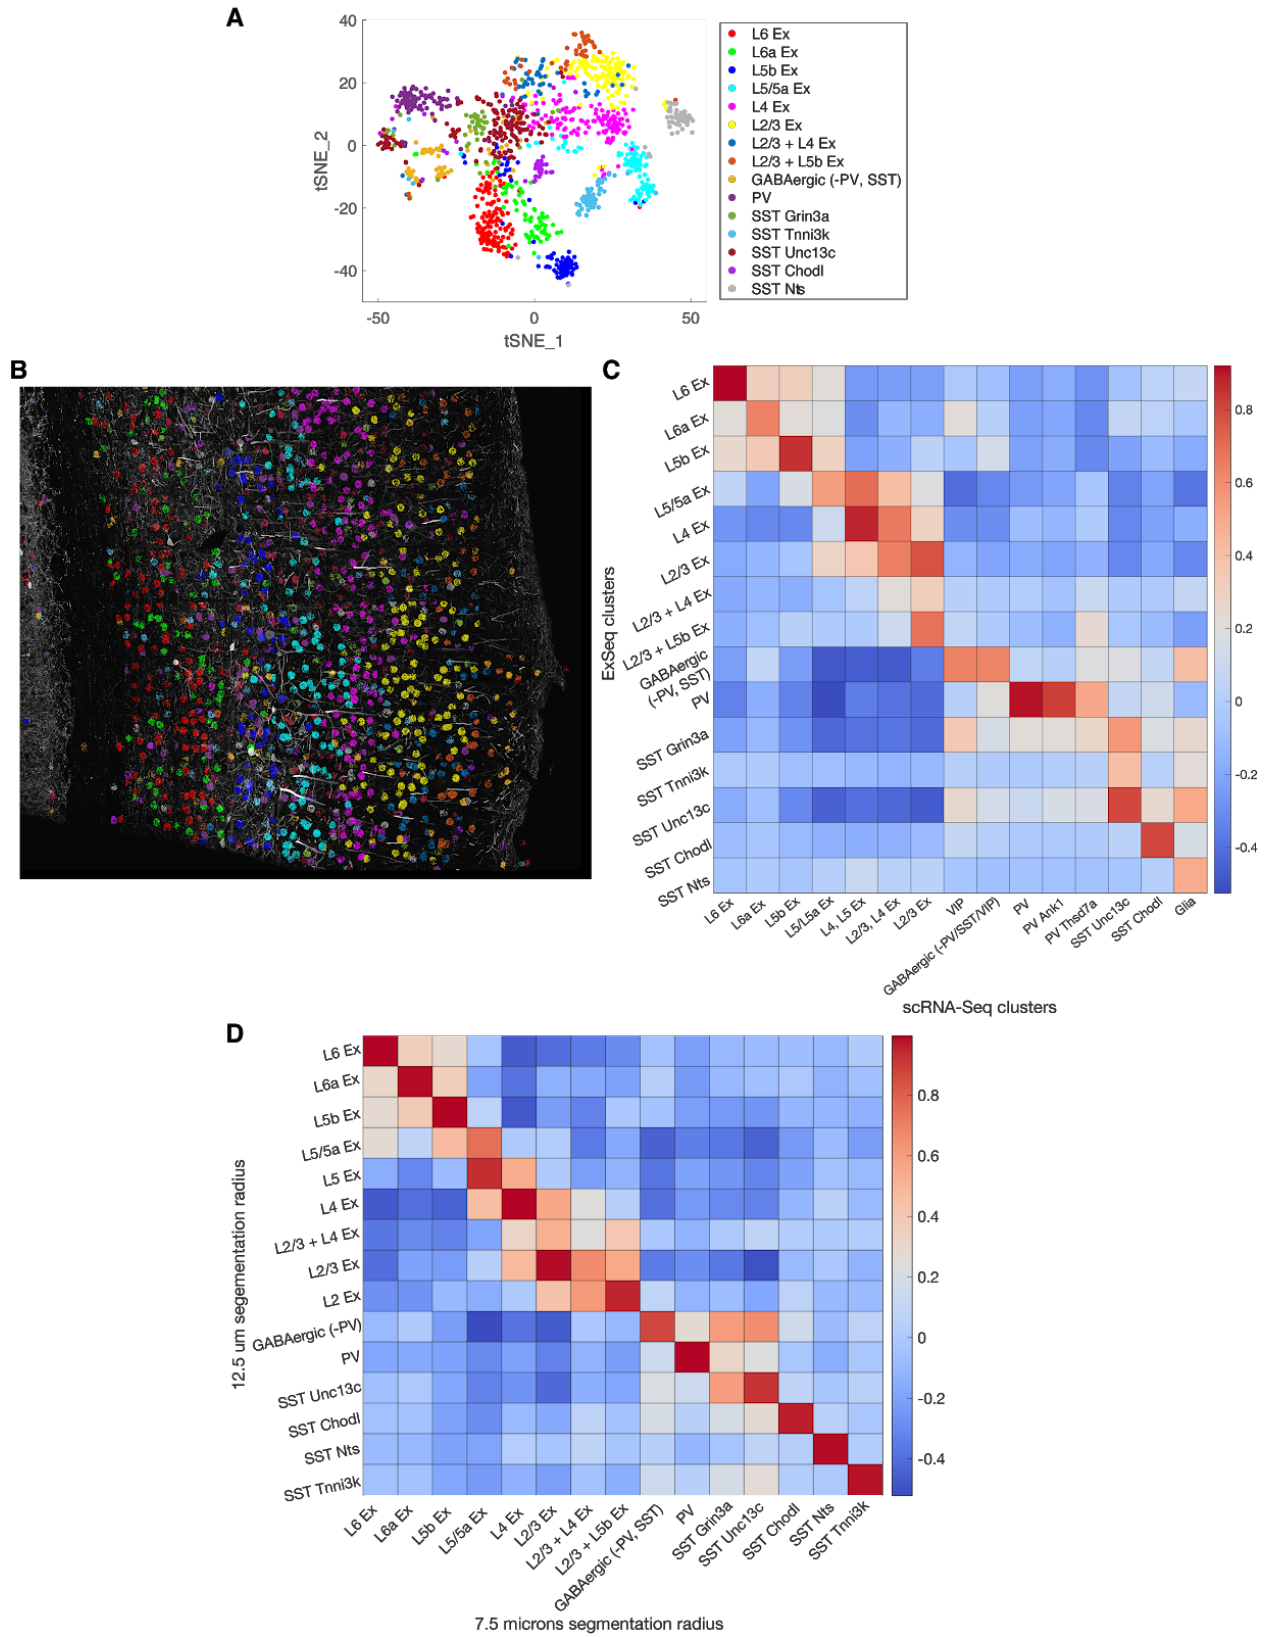 A
40
20
0
-20
-40
tSNE_2
-50
0
50
tSNE_1
L6 Ex
L6a Ex
L5b Ex
L5/5a Ex
L4 Ex
L2/3 Ex
L2/3 + L4 Ex
L2/3 + L5b Ex
GABAergic (-PV, SST)
PV
SST Grin3a
SST Tnni3k
SST Unc13c
SST Chodl
SST Nts
B
C
ExSeq clusters
L6 Ex
L6a Ex
L5b Ex
L5/5a Ex
L4 Ex
L2/3 Ex
L2/3 + L4 Ex
L2/3 + L5b Ex
GABAergic
(-PV, SST)
PV
SST Grin3a
SST Tnni3k
SST Unc13c
SST Chodl
SST Nts
L6 Ex
L6a Ex
L5b Ex
L5/L5a Ex
L4, L5 Ex
L2/3, L4 Ex
L2/3 Ex
VIP
GABAergic (-PV/SST/VIP)
PV
PV Ank1
PV Thsd7a
SST Unc13c
SST Chodl
Glia
scRNA-Seq clusters
0.8
0.6
0.4
0.2
0
-0.2
-0.4
D
12.5 um segementation radius
L6 Ex
L6a Ex
L5b Ex
L5/5a Ex
L5 Ex
L4 Ex
L2/3 + L4 Ex
L2/3 Ex
L2 Ex
GABAergic (-PV)
PV
SST Unc13c
SST Chodl
SST Nts
SST Tnni3k
L6 Ex
L6a Ex
L5b Ex
L5/5a Ex
L4 Ex
L2/3 Ex
L2/3 + L4 Ex
L2/3 + L5b Ex
GABAergic (-PV, SST)
PV
SST Grin3a
SST Unc13c
SST Chodl
SST Nts
SST Tnni3k
7.5 microns segmentation radius
0.8
0.6
0.4
0.2
0
-0.2
-0.4